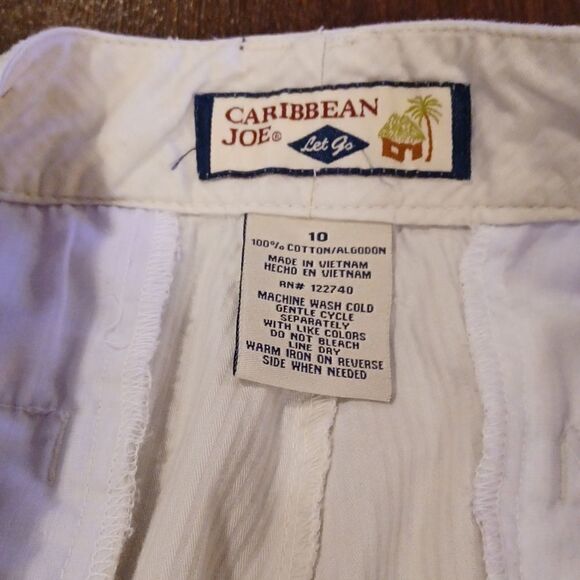 CARIBBEAN
JOE®
Let Go
10
100% COTTON/ALGODON
MADE IN VIETNAM
HECHO EN VIETNAM
RN# 122740
MACHINE WASH COLD
GENTLE CYCLE
SEPARATELY
WITH LIKE COLORS
DO NOT BLEACH
LINE DRY
WARM IRON ON REVERSE
SIDE WHEN NEEDED